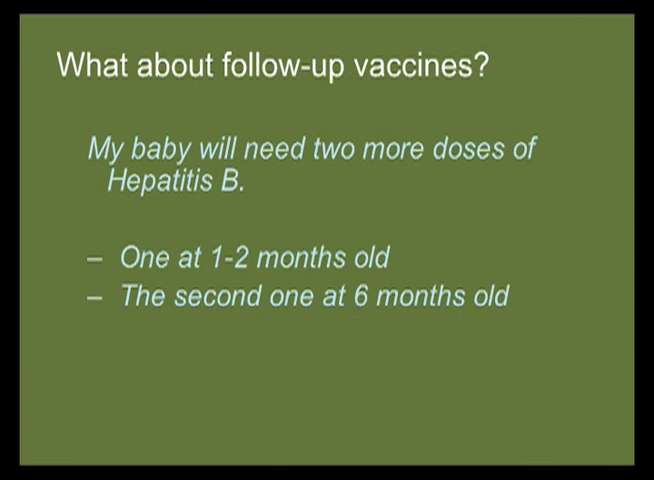 What about follow-up vaccines?
My baby will need two more doses of
Hepatitis B.
– One at 1-2 months old
– The second one at 6 months old